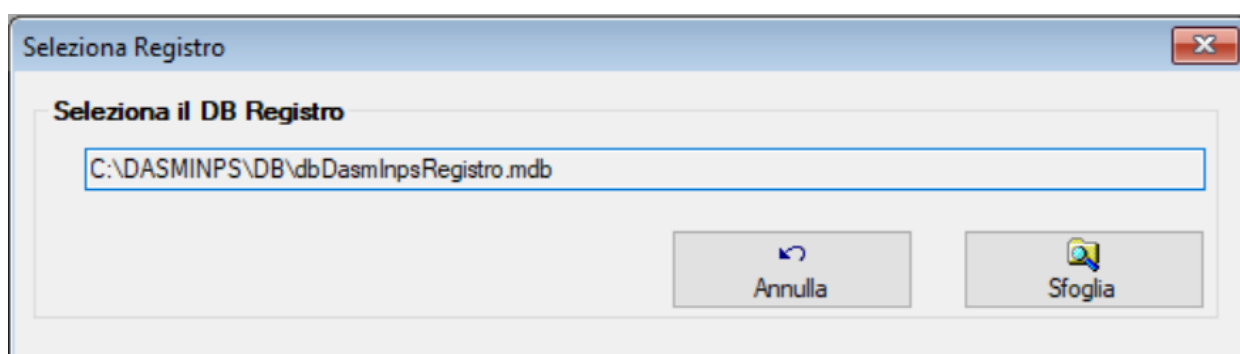 Seleziona Registro
Seleziona il DB Registro
C:\DASMINPS\DB\dbDasmInpsRegistro.mdb
Annulla
Sfoglia